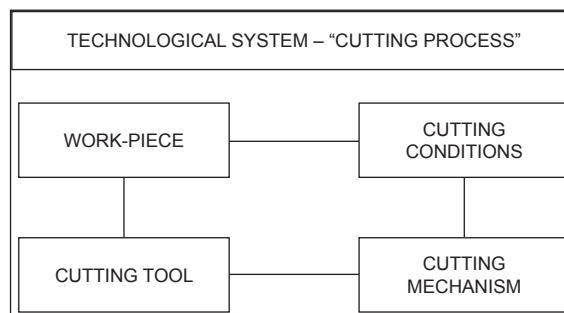 TECHNOLOGICAL SYSTEM – “CUTTING PROCESS”
WORK-PIECE
CUTTING
CONDITIONS
CUTTING TOOL
CUTTING
MECHANISM